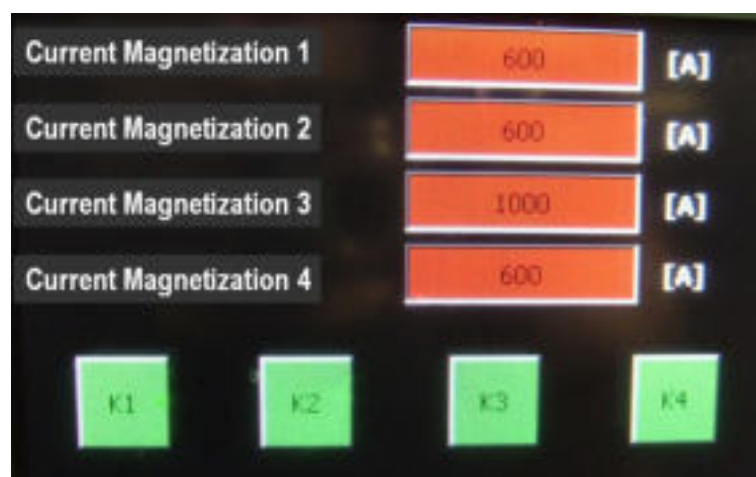 Current Magnetization 1 600 [A]
Current Magnetization 2 600 [A]
Current Magnetization 3 1000 [A]
Current Magnetization 4 600 [A]
K1 K2 K3 K4